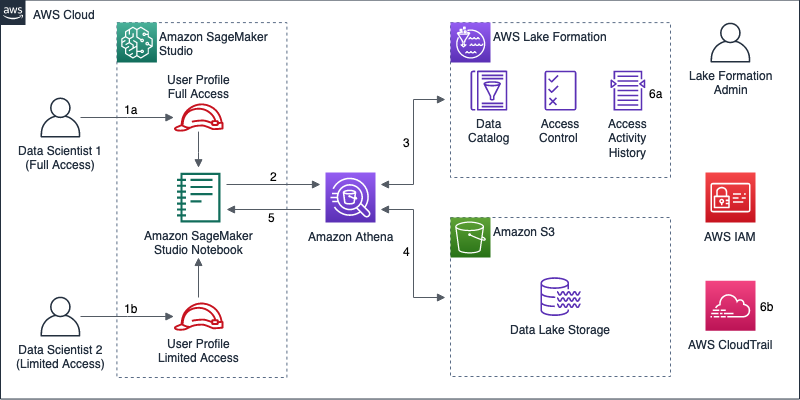 aws
AWS Cloud
Amazon SageMaker
Studio
AWS Lake Formation
Lake Formation
Admin
User Profile
Full Access
1a
Data Scientist 1
(Full Access)
Data
Catalog
Access
Control
6a
Access
Activity
History
3
2
5
Amazon SageMaker
Studio Notebook
Amazon Athena
AWS IAM
Amazon S3
4
Data Lake Storage
1b
Data Scientist 2
(Limited Access)
User Profile
Limited Access
6b
AWS CloudTrail